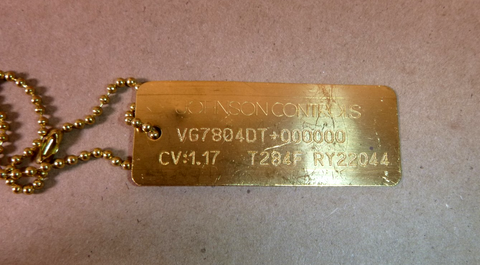 JOHNSON CONTROLS
VG7804DT+000000
CV:1.17 T284F RY22044